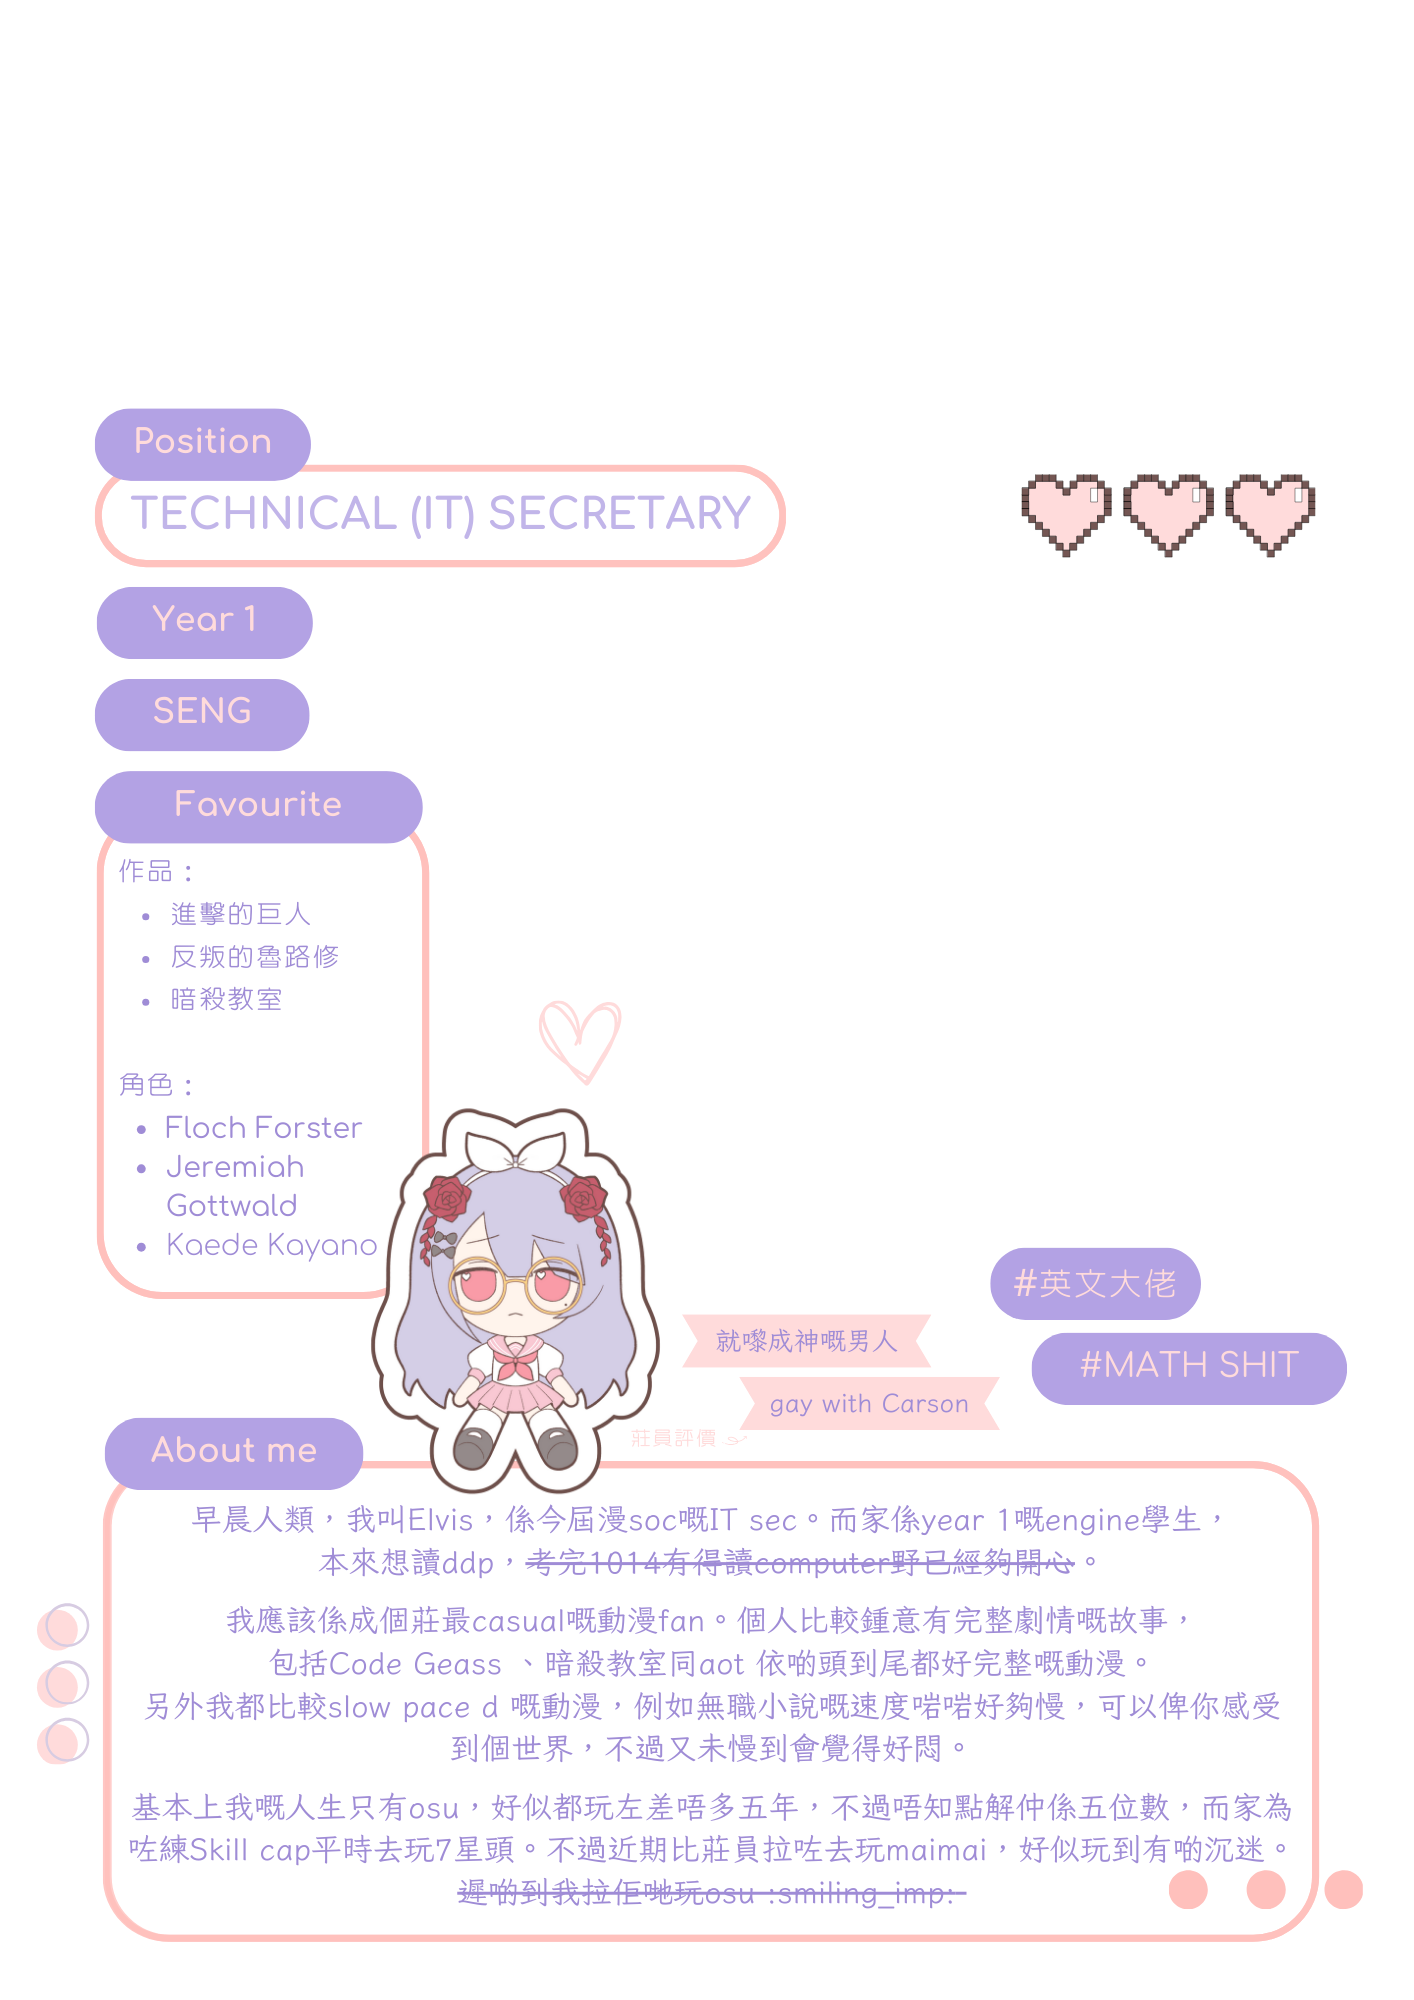 Position
TECHNICAL (IT) SECRETARY
Year 1
SENG
Favourite
作品：
• 進擊的巨人
• 反叛的魯路修
• 暗殺教室
角色：
• Floch Forster
• Jeremiah
Gottwald
• Kaede Kayano
#英文大佬
#MATH SHIT
就嚟成神嘅男人
gay with Carson
莊員評價
About me
早晨人類，我叫Elvis，係今屆漫soc嘅IT sec。而家係year 1嘅engine學生，
本來想讀ddp，考完1014有得讀computer野已經夠開心。
我應該係成個莊最casual嘅動漫fan。個人比較鍾意有完整劇情嘅故事，
包括Code Geass 、暗殺教室同aot 依啲頭到尾都好完整嘅動漫。
另外我都比較slow pace d 嘅動漫，例如無職小說嘅速度啱啱好夠慢，可以俾你感受
到個世界，不過又未慢到會覺得好悶。
基本上我嘅人生只有osu，好似都玩左差唔多五年，不過唔知點解仲係五位數，而家為
咗練Skill cap平時去玩7星頭。不過近期比莊員拉咗去玩maimai，好似玩到有啲沉迷。
遲啲到我拉佢哋玩osu :smiling_imp: